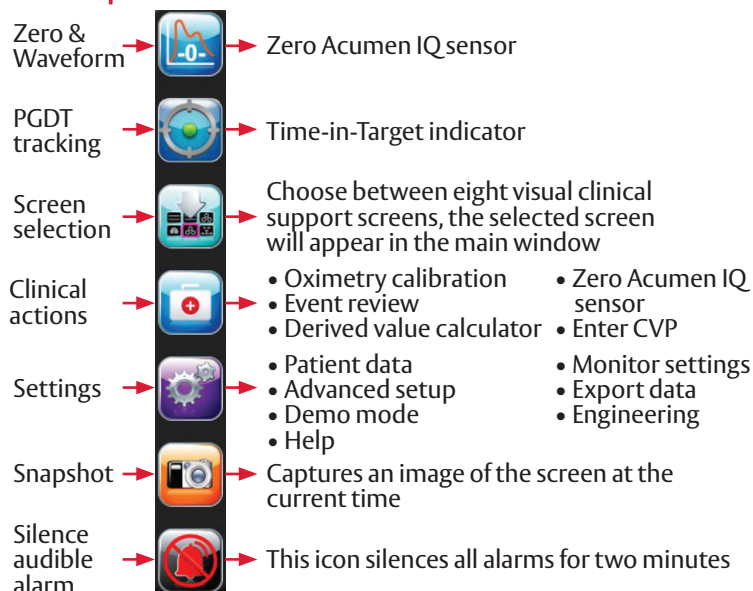 Zero &
Waveform
-0-
Zero Acumen IQ sensor
PGDT
tracking
Time-in-Target indicator
Screen
selection
Choose between eight visual clinical
support screens, the selected screen
will appear in the main window
Clinical
actions
• Oximetry calibration
• Event review
• Derived value calculator
• Zero Acumen IQ
sensor
• Enter CVP
Settings
• Patient data
• Advanced setup
• Demo mode
• Help
• Monitor settings
• Export data
• Engineering
Snapshot
Captures an image of the screen at the
current time
Silence
audible
alarm
This icon silences all alarms for two minutes